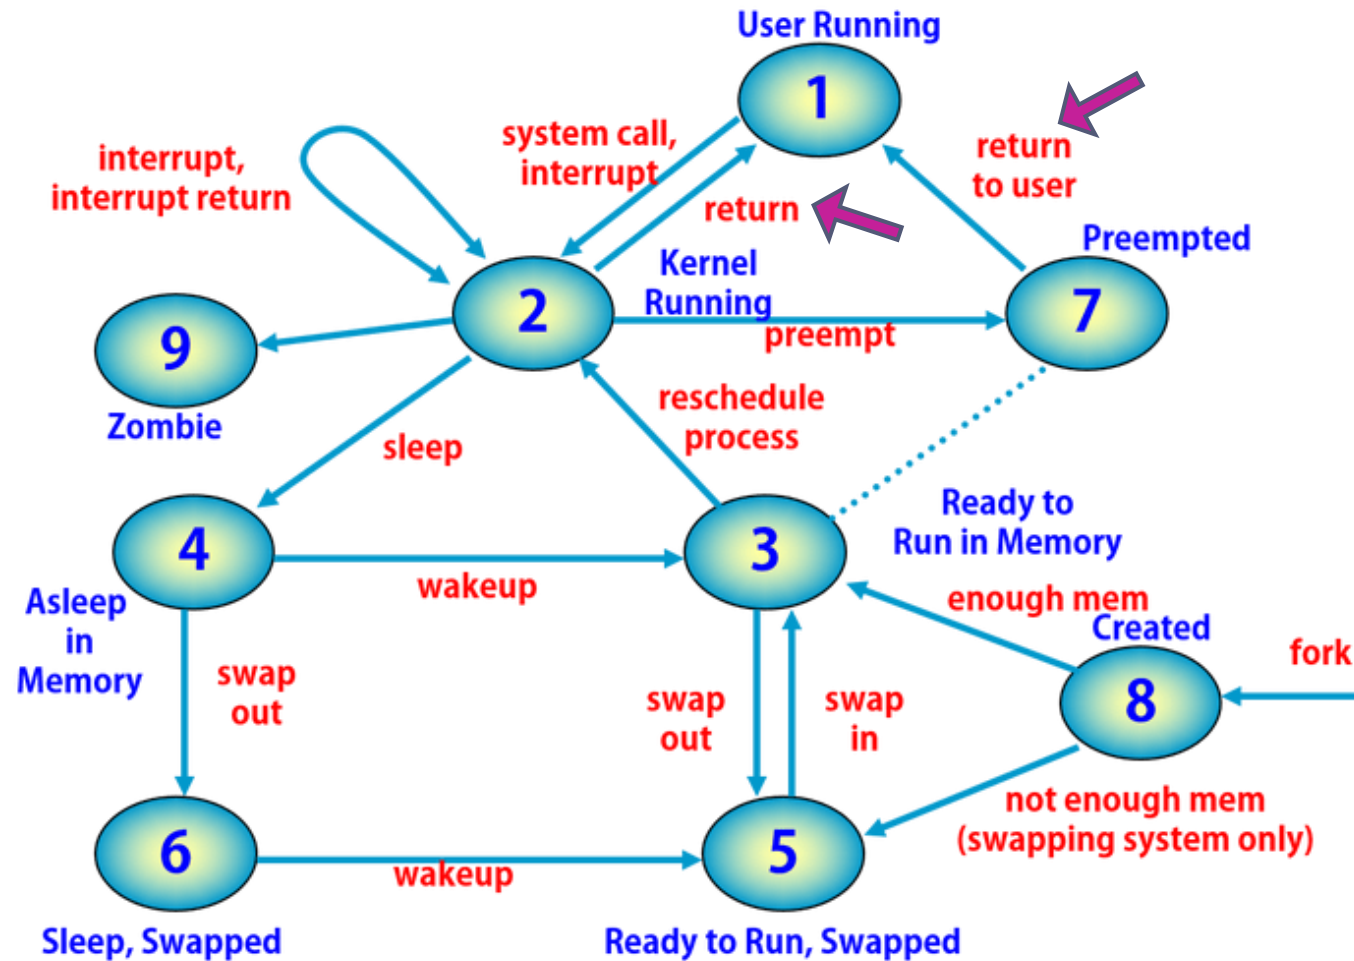 User Running
1
system call,
interrupt
return
to user
interrupt,
interrupt return
return
Preempted
Kernel
Running
2
7
9
preempt
Zombie
reschedule
process
sleep
Ready to
Run in Memory
4
3
wakeup
Asleep
in
Memory
enough mem
Created
fork
8
swap
out
swap
out
swap
in
not enough mem
(swapping system only)
6
5
wakeup
Sleep, Swapped
Ready to Run, Swapped